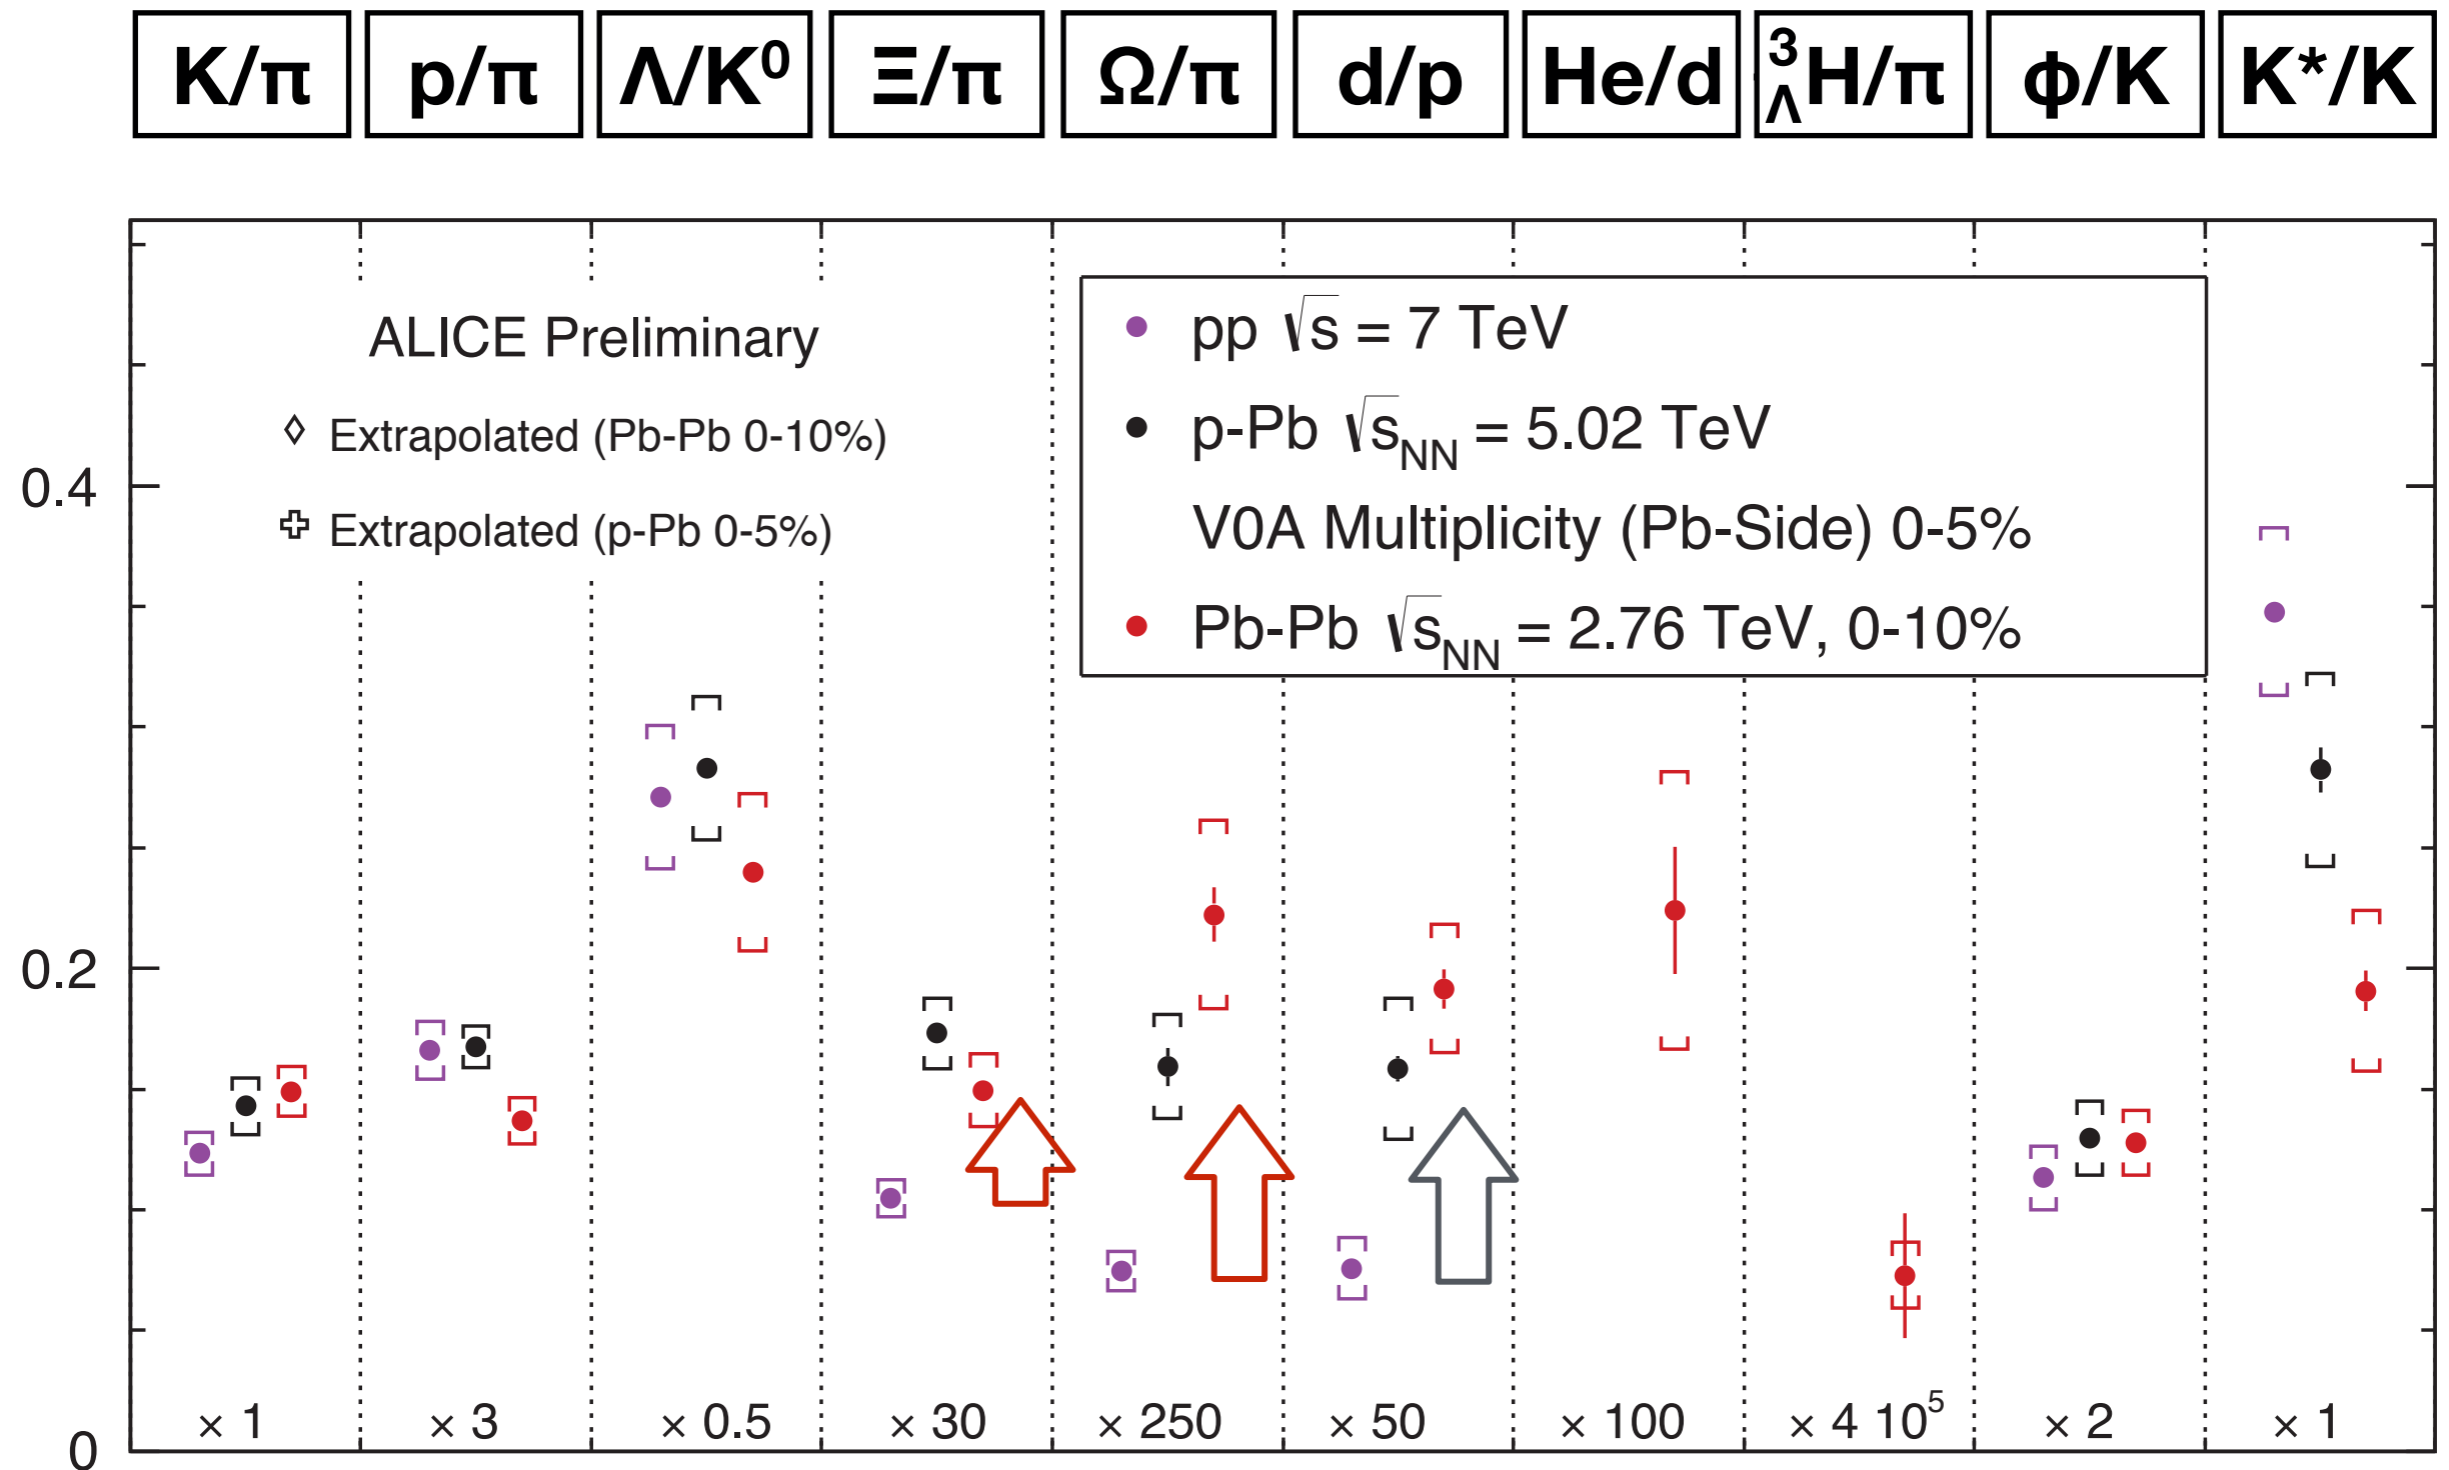 K/π p/π Λ/K⁰ Ξ/π Ω/π d/p He/d ³ΛH/π ϕ/K K*/K
ALICE Preliminary
Extrapolated (Pb-Pb 0-10%)
Extrapolated (p-Pb 0-5%)
pp √s = 7 TeV
p-Pb √sNN = 5.02 TeV
V0A Multiplicity (Pb-Side) 0-5%
Pb-Pb √sNN = 2.76 TeV, 0-10%
0.4
0.2
0
× 1 × 3 × 0.5 × 30 × 250 × 50 × 100 × 4 10⁵ × 2 × 1